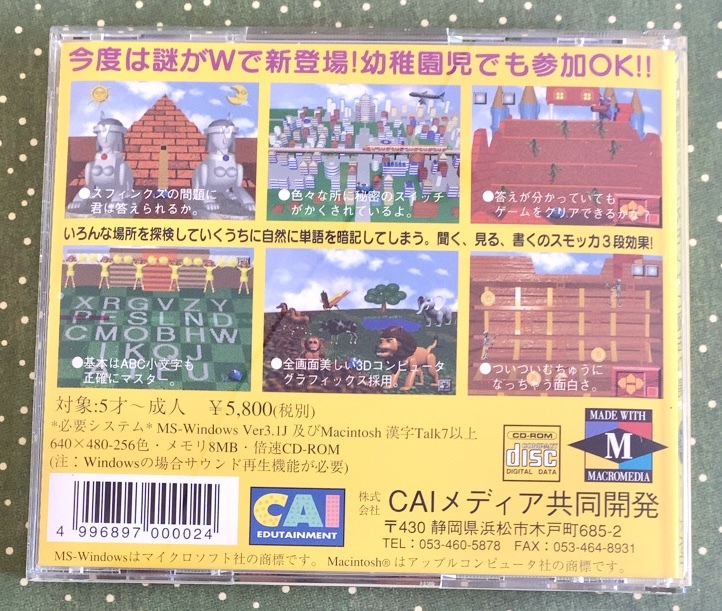 今度は謎がWで新登場!幼稚園児でも参加OK!!
●スフィンクスの問題に
君は答えられるか。
●色々な所に秘密のスイッチ
がかくされているよ。
●答えが分かっていても
ゲームをクリアできるかな?
いろんな場所を探検していくうちに自然に単語を暗記してしまう。聞く、見る、書くのスモッカ3段効果!
XRGVZY
PESLND
CMOBHW
IKQJ
●基本はABC小文字も
正確にマスター。
●全画面美しい3Dコンピュータ
グラフィックス採用。
●ついついむちゅうに
なっちゃう面白さ。
対象:5才〜成人 ¥5,800(税別)
*必要システム* MS-Windows Ver3.1J 及びMacintosh 漢字Talk7以上
640×480-256色・メモリ8MB・倍速CD-ROM
(注:Windowsの場合サウンド再生機能が必要)
CD-ROM
COMPACT
disc
DIGITAL DATA
MADE WITH
M
MACROMEDIA
4 996897 000024
CAI
EDUTAINMENT
株式会社 CAIメディア共同開発
〒430 静岡県浜松市木戸町685-2
TEL:053-460-5878 FAX:053-464-8931
MS-Windowsはマイクロソフト社の商標です。 Macintosh®はアップルコンピュータ社の商標です。